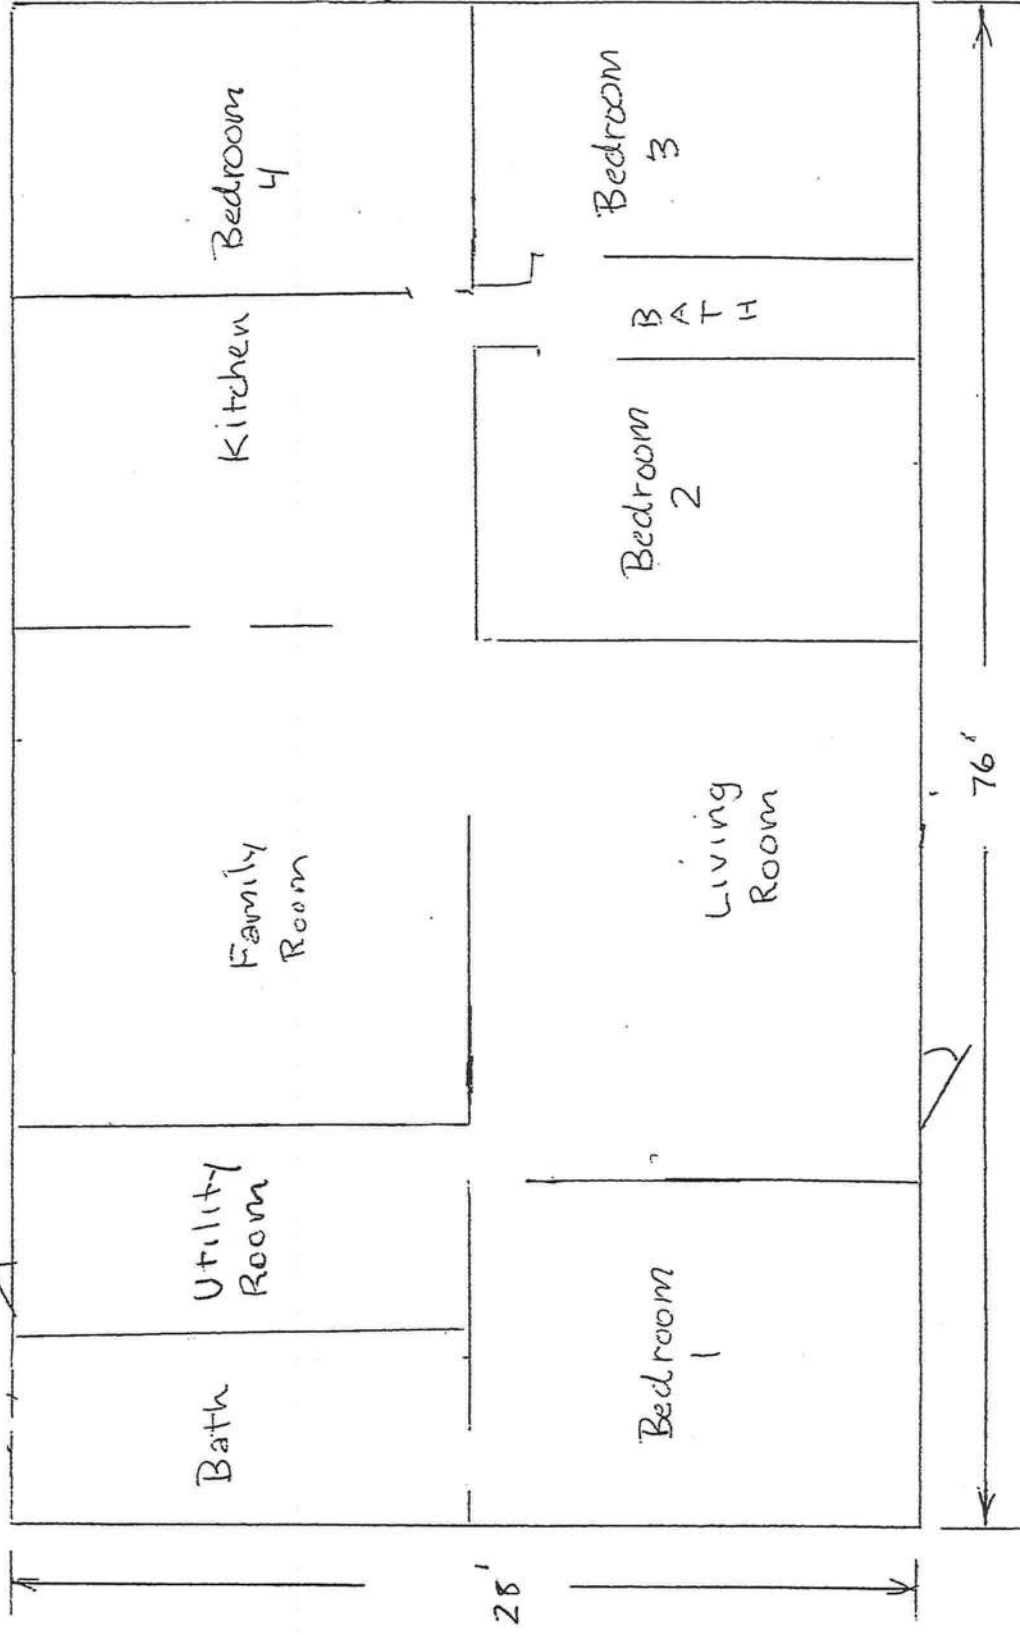 Bath
Utility
Room
Family
Room
Kitchen
Bedroom
4
Bedroom
1
Living
Room
Bedroom
2
B
A
T
H
Bedroom
3
28'
76'